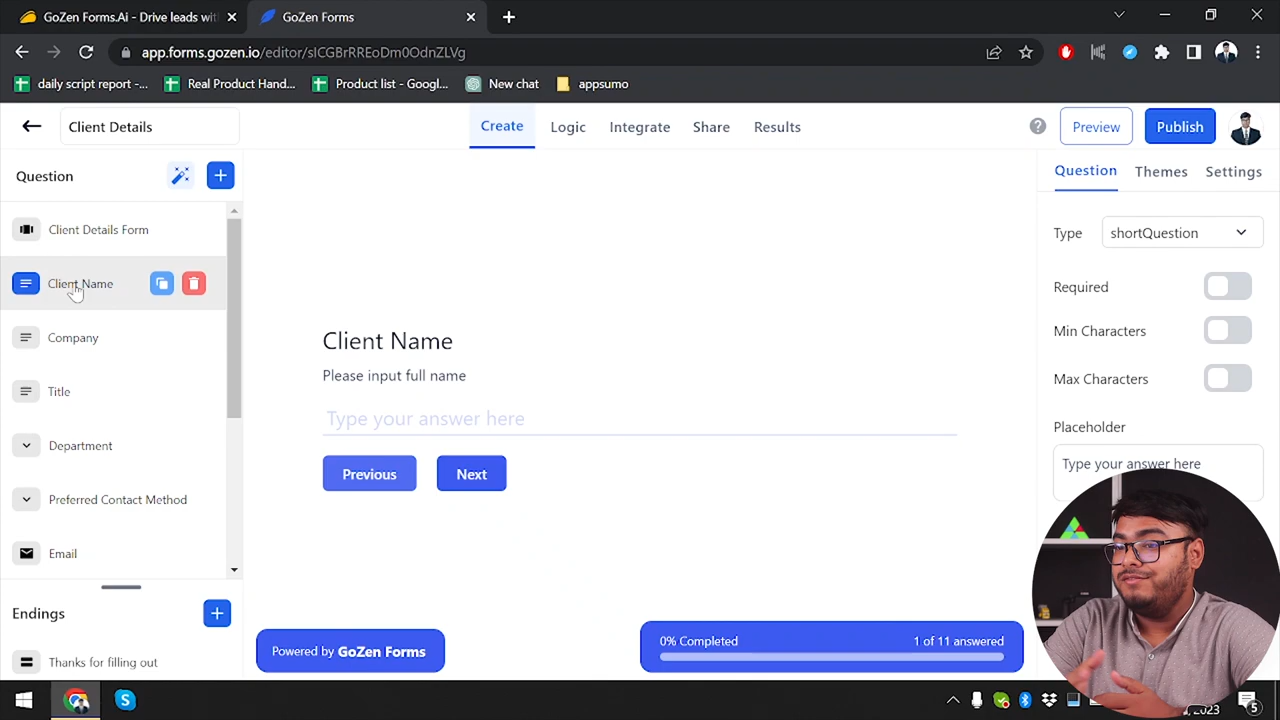 GoZen Forms.Ai - Drive leads wit
GoZen Forms
app.forms.gozen.io/editor/slCGBrRREoDm0OdnZLVg
daily script report -...
Real Product Hand...
Product list - Googl...
New chat
appsumo
Client Details
Create
Logic
Integrate
Share
Results
Preview
Publish
Question
Client Details Form
Client Name
Company
Title
Department
Preferred Contact Method
Email
Endings
Thanks for filling out
Client Name
Please input full name
Type your answer here
Previous
Next
Powered by GoZen Forms
0% Completed
1 of 11 answered
Question
Themes
Settings
Type
shortQuestion
Required
Min Characters
Max Characters
Placeholder
Type your answer here
2023
5